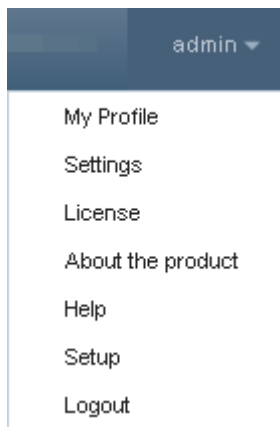 admin
My Profile
Settings
License
About the product
Help
Setup
Logout